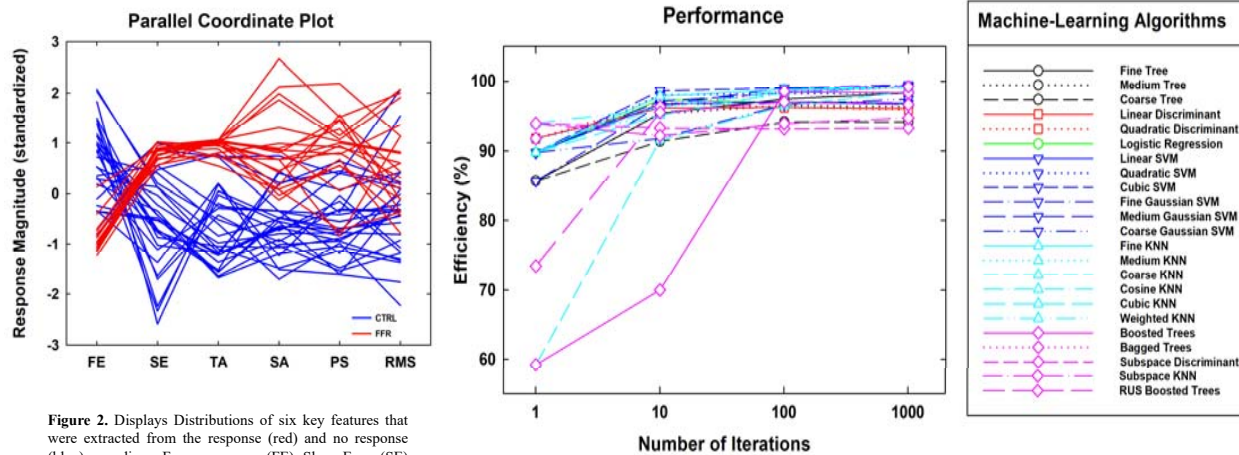 Parallel Coordinate Plot
Response Magnitude (standardized)
3
2
1
0
-1
-2
-3
FE SE TA SA PS RMS
CTRL
FFR
Figure 2. Displays Distributions of six key features that
were extracted from the response (red) and no response
Performance
Efficiency (%)
100
90
80
70
60
1 10 100 1000
Number of Iterations
Machine-Learning Algorithms
Fine Tree
Medium Tree
Coarse Tree
Linear Discriminant
Quadratic Discriminant
Logistic Regression
Linear SVM
Quadratic SVM
Cubic SVM
Fine Gaussian SVM
Medium Gaussian SVM
Coarse Gaussian SVM
Fine KNN
Medium KNN
Coarse KNN
Cosine KNN
Cubic KNN
Weighted KNN
Boosted Trees
Bagged Trees
Subspace Discriminant
Subspace KNN
RUS Boosted Trees